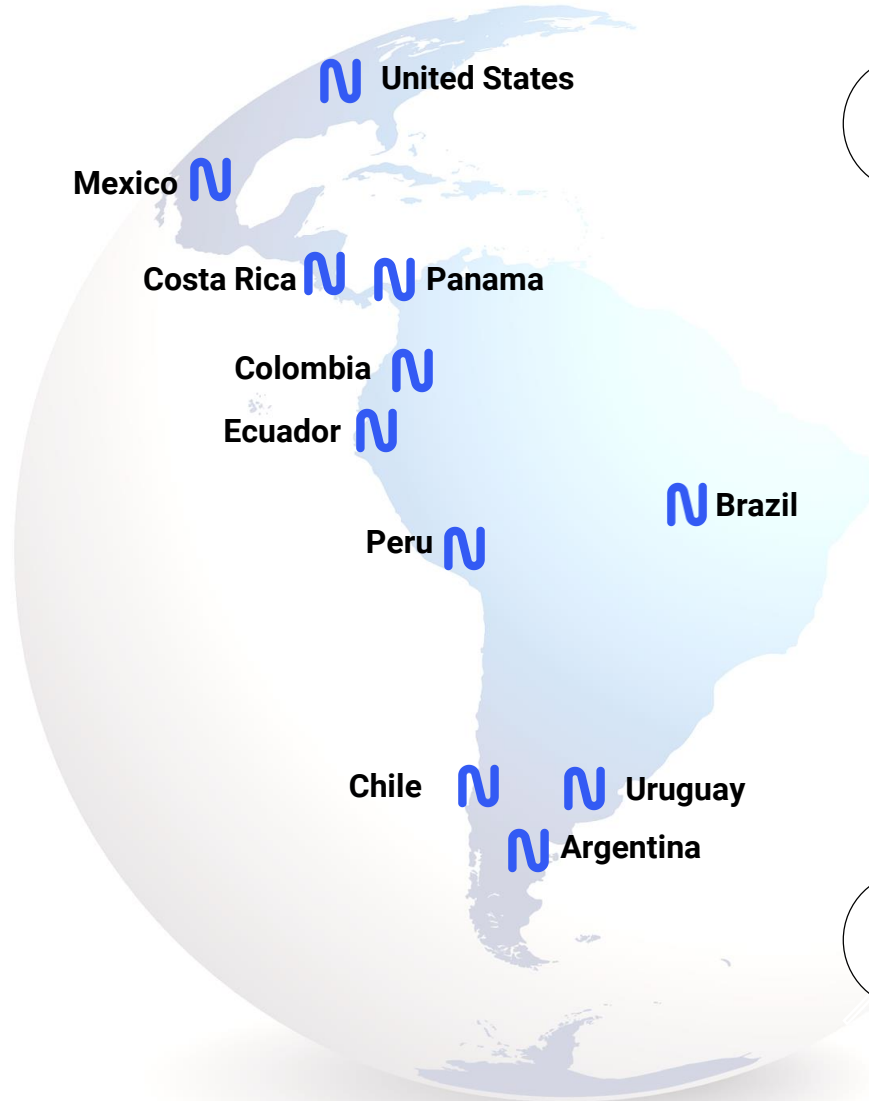 United States
Mexico
Costa Rica
Panama
Colombia
Ecuador
Brazil
Peru
Chile
Uruguay
Argentina